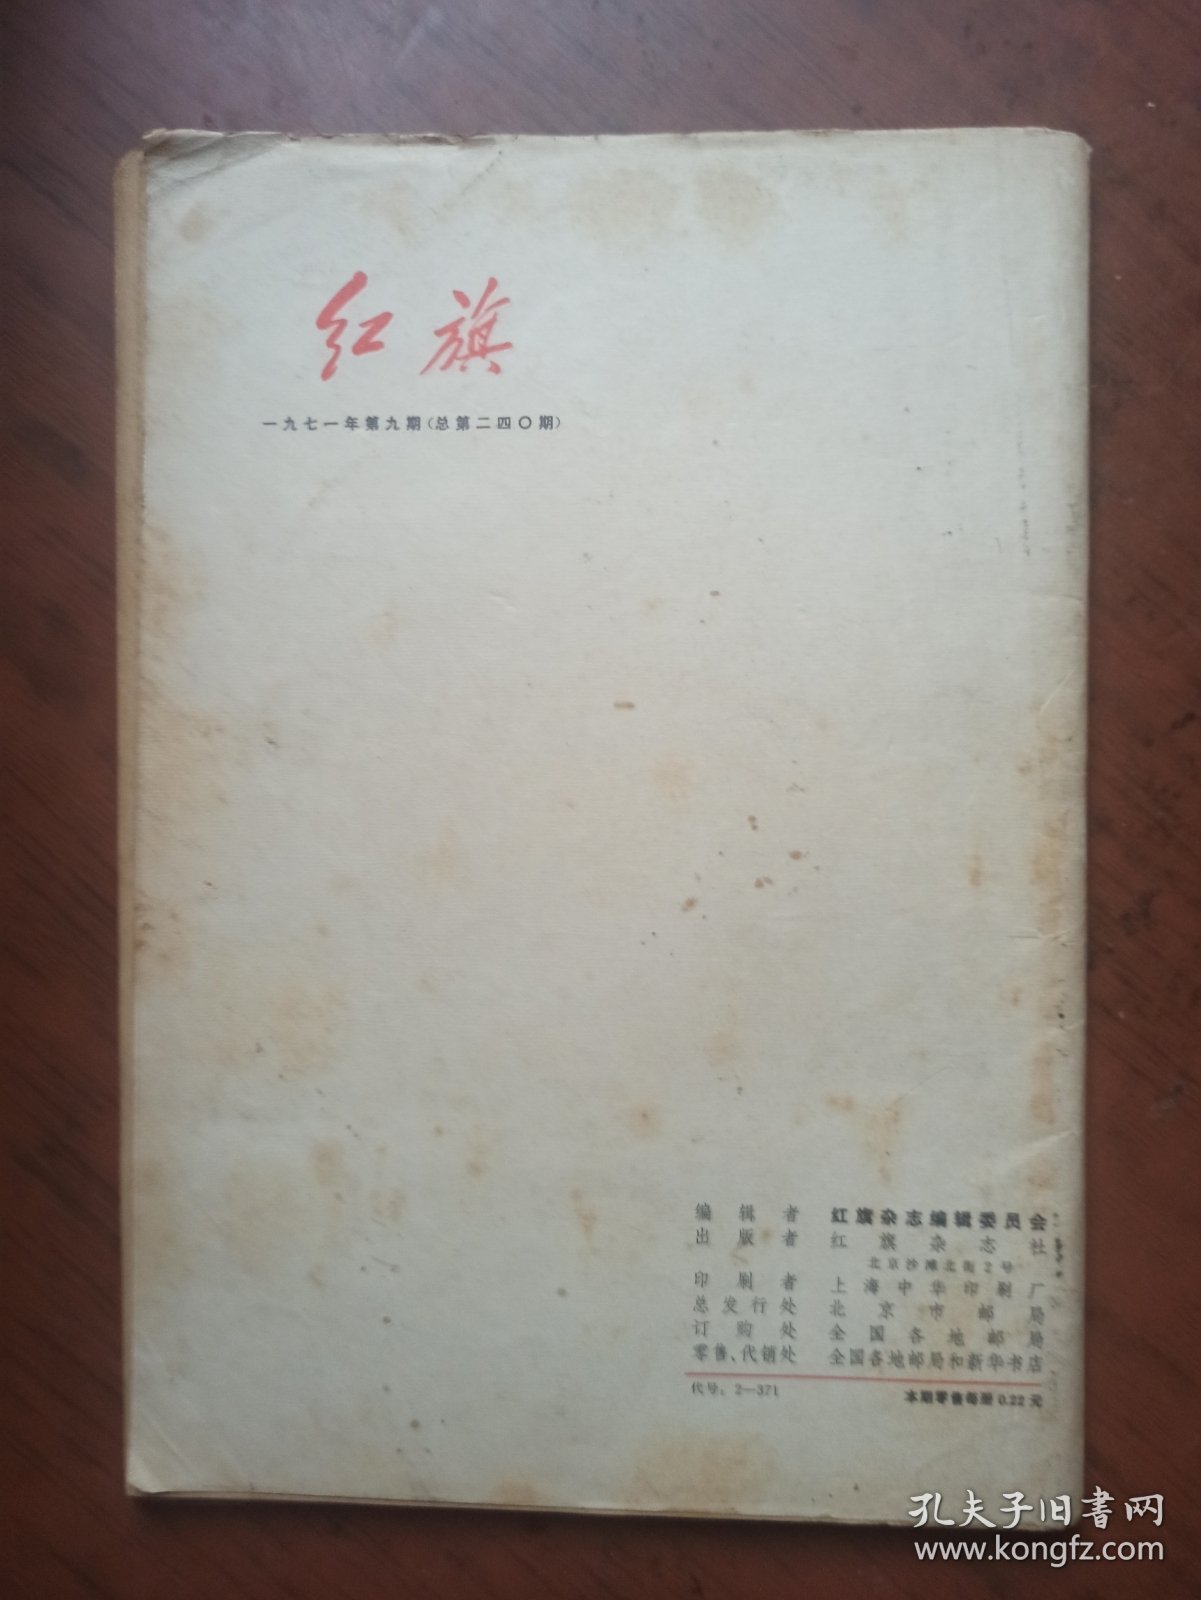 红旗
一九七一年第九期(总第二四〇期)
编辑者 红旗杂志编辑委员会
出版者 红旗杂志社
北京沙滩北街2号
印刷者 上海中华印刷厂
总发行处 北京市邮局
订购处 全国各地邮局
零售、代销处 全国各地邮局和新华书店
代号：2—371 本期零售每册0.22元
孔夫子旧书网
www.kongfz.com